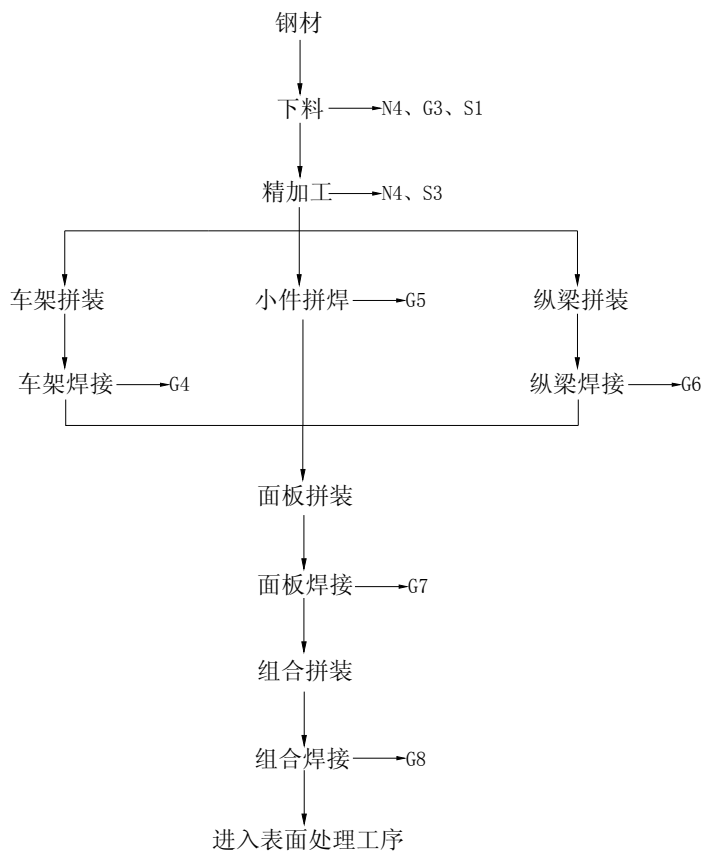 钢材
下料 N4、G3、S1
精加工 N4、S3
车架拼装 小件拼焊 G5 纵梁拼装
车架焊接 G4 纵梁焊接 G6
面板拼装
面板焊接 G7
组合拼装
组合焊接 G8
进入表面处理工序